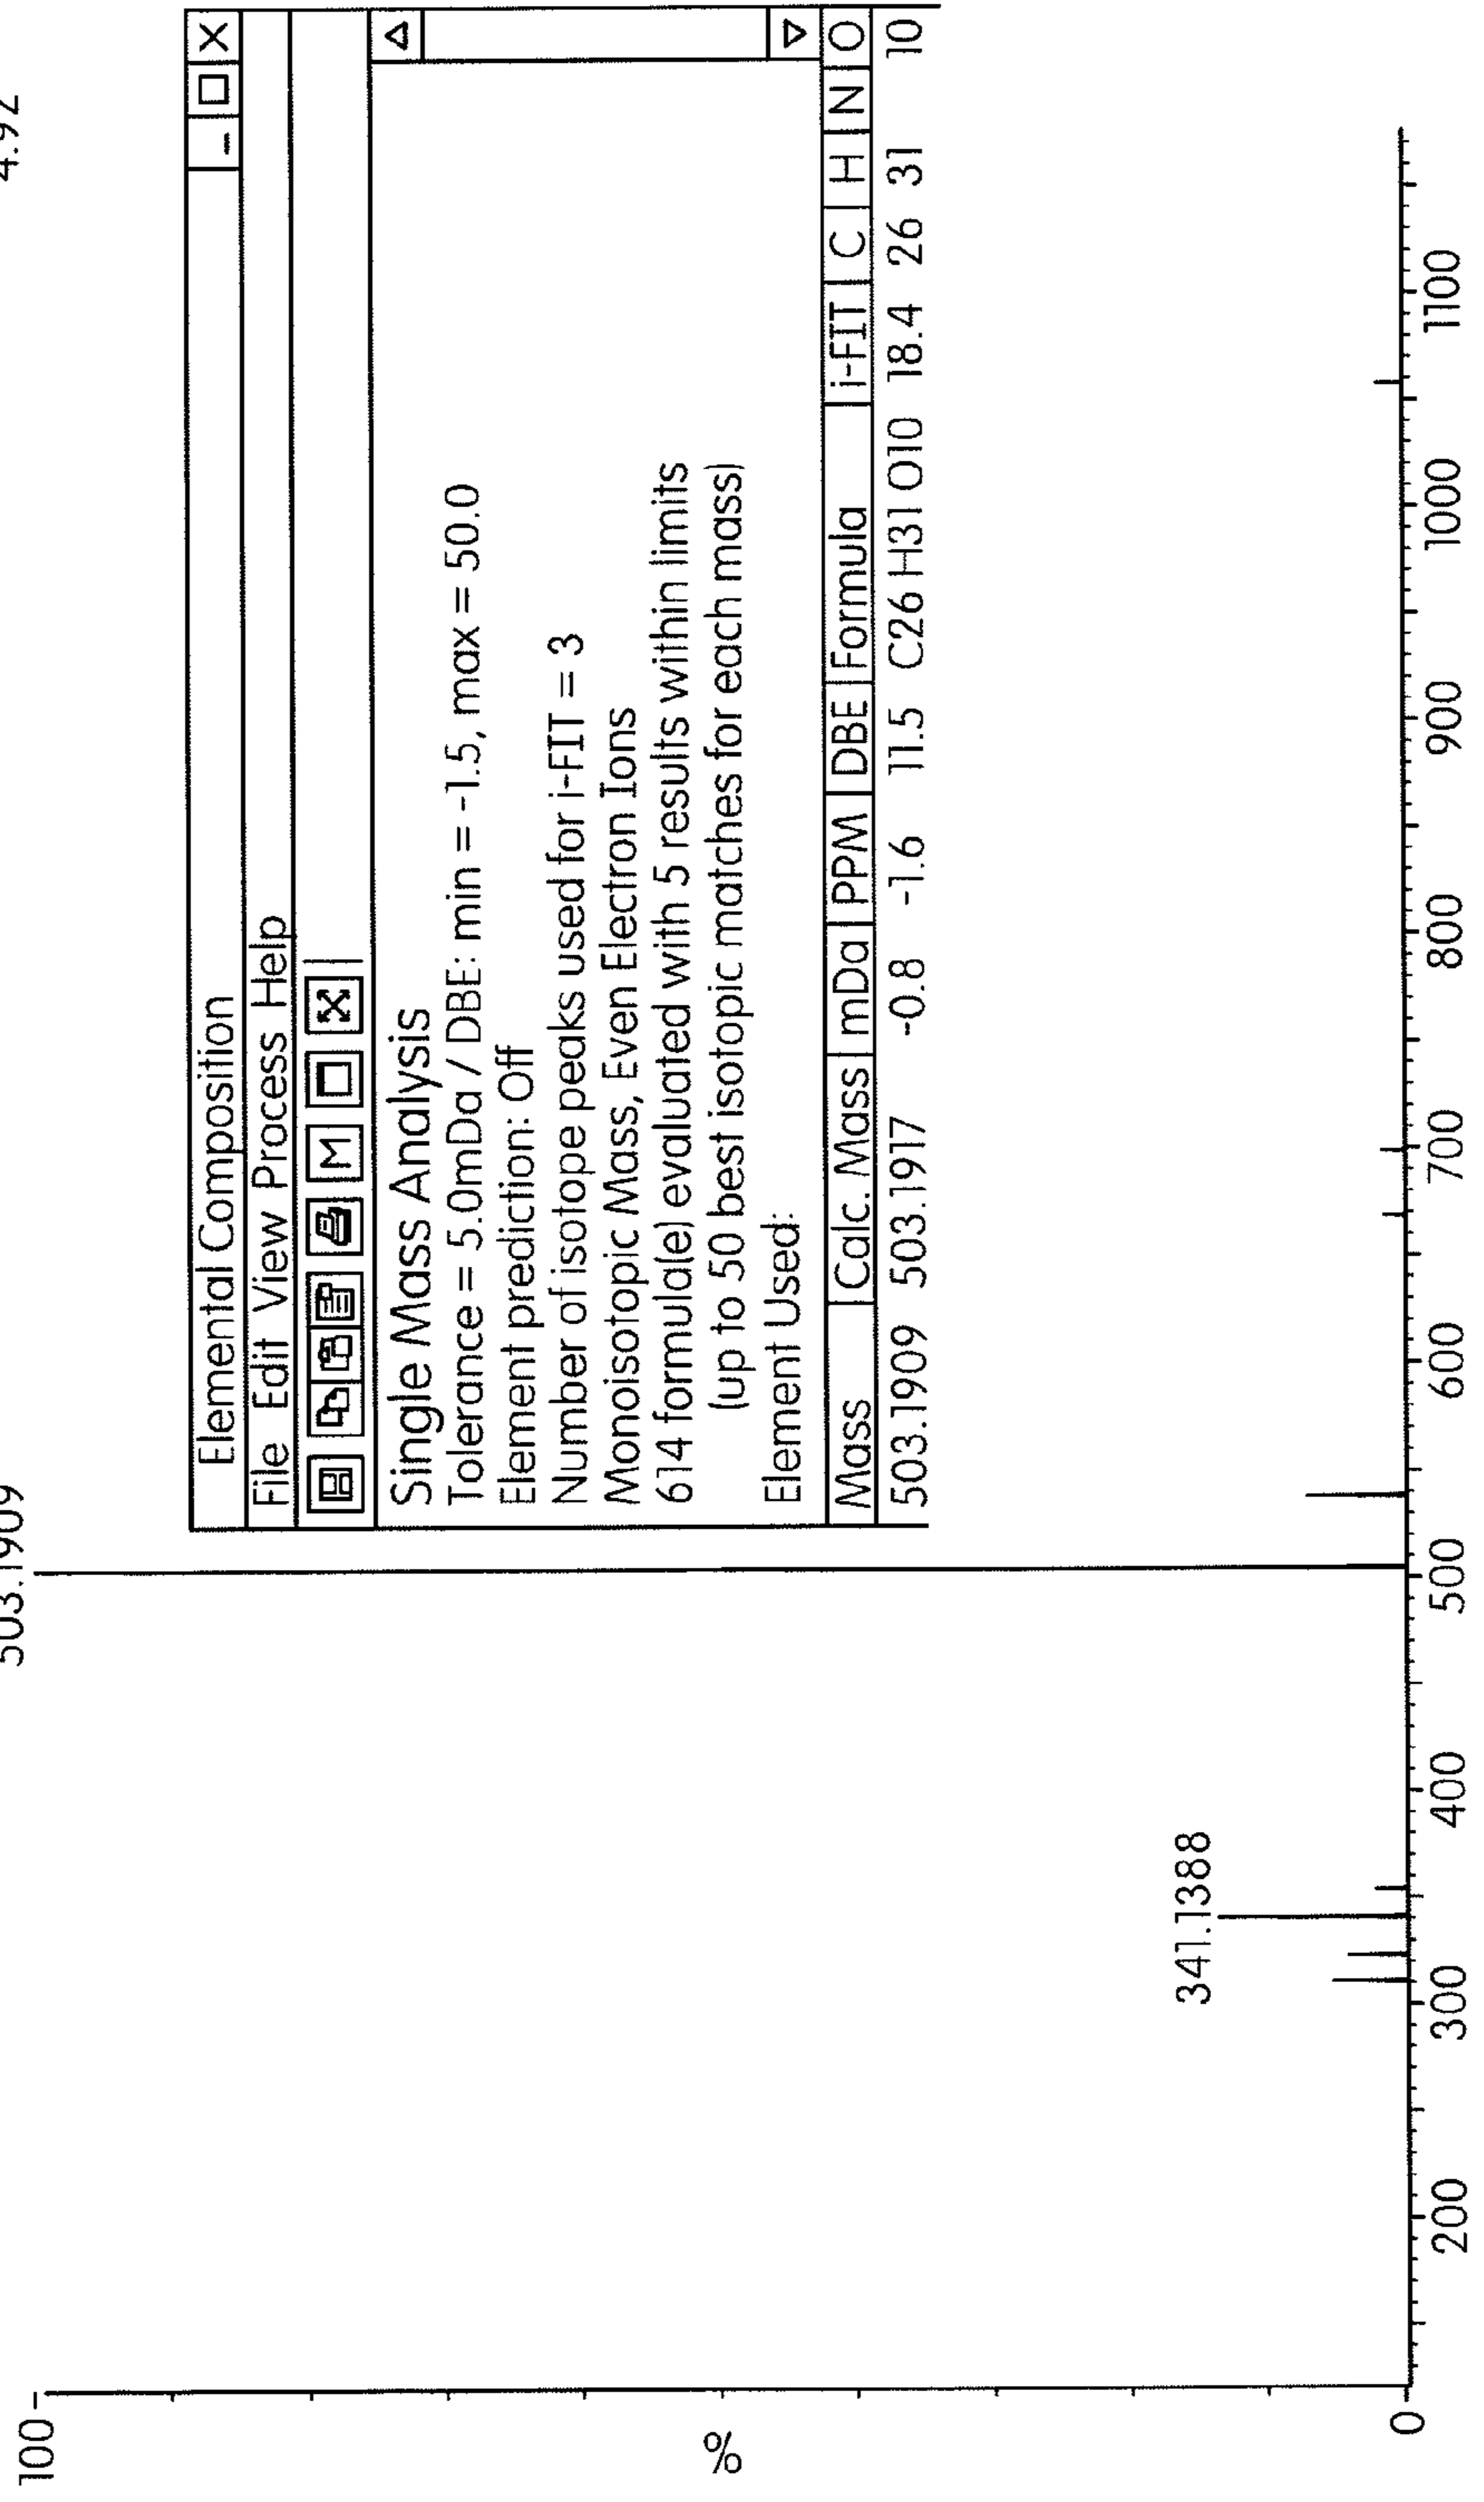 503.1909
4.92
100
%
0
Elemental Composition
File Edit View Process Help
M
Single Mass Analysis
Tolerance = 5.0mDa / DBE: min = -1.5, max = 50.0
Element prediction: Off
Number of isotope peaks used for i-FIT = 3
Monoisotopic Mass, Even Electron Ions
614 formula(e) evaluated with 5 results within limits
(up to 50 best isotopic matches for each mass)
Element Used:
Mass Calc. Mass mDa PPM DBE Formula i-FIT C H N O
503.1909 503.1917 -0.8 -1.6 11.5 C26 H31 O10 18.4 26 31 10
341.1388
200 300 400 500 600 700 800 900 1000 1100